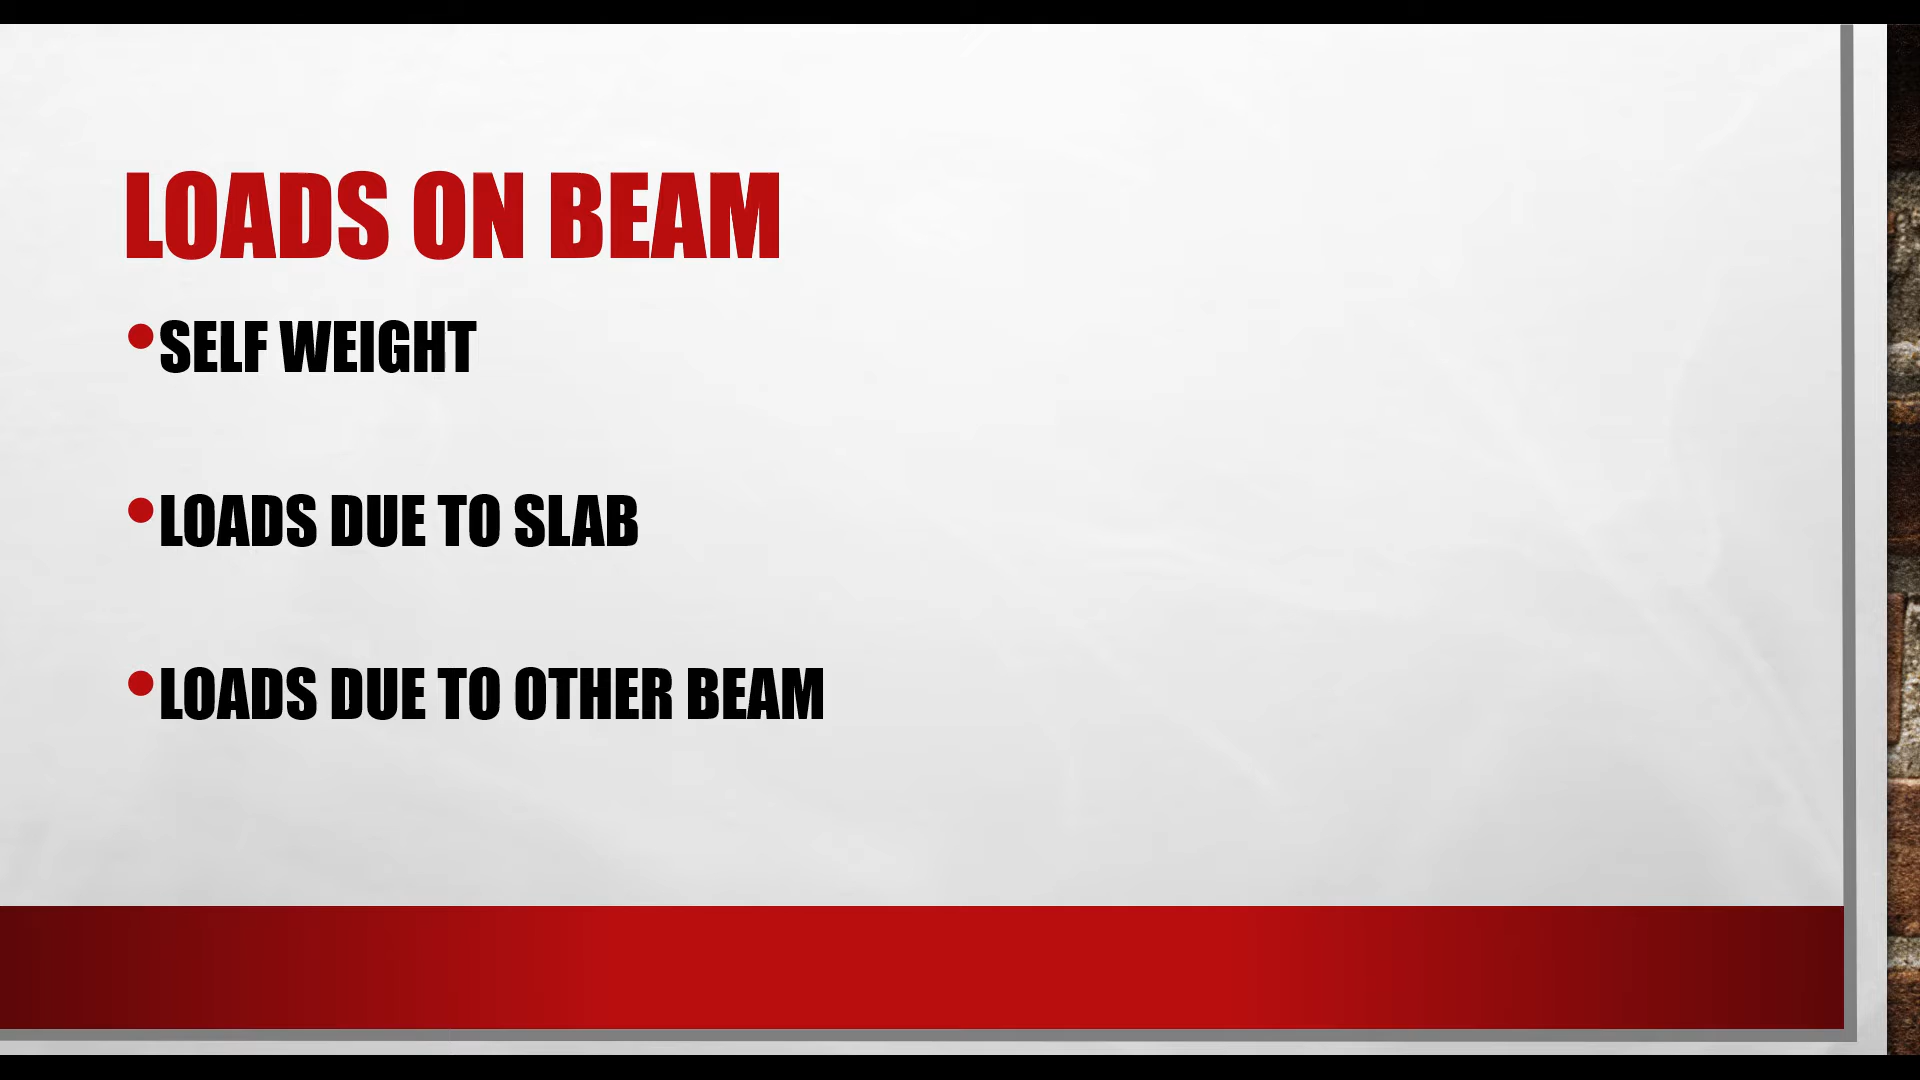 LOADS ON BEAM
•SELF WEIGHT
•LOADS DUE TO SLAB
•LOADS DUE TO OTHER BEAM